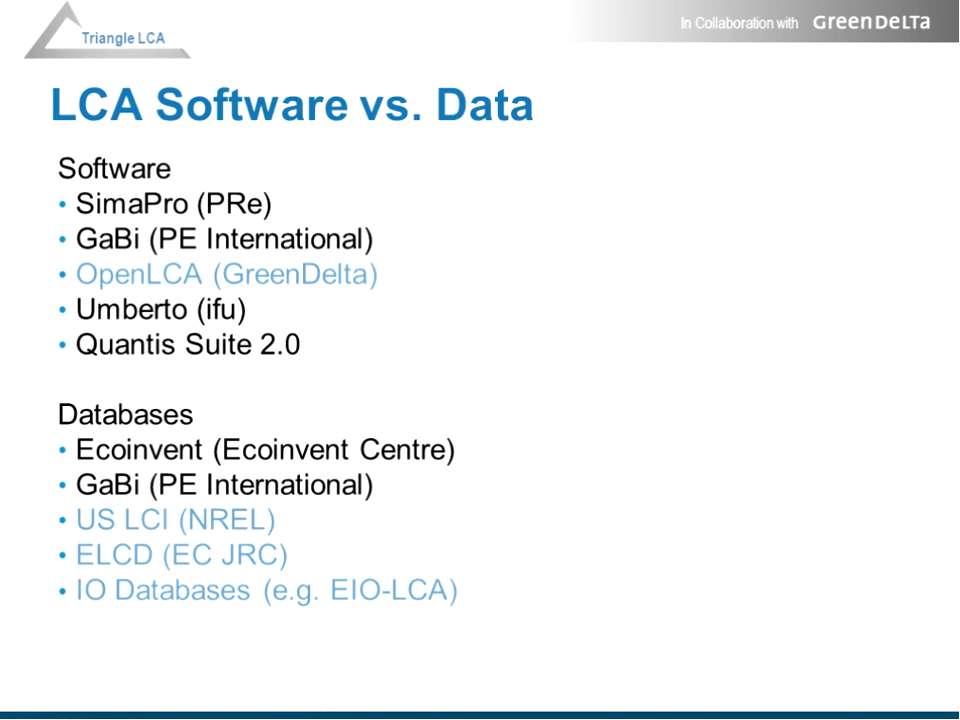 Triangle LCA
In Collaboration with GreenDeLTa
LCA Software vs. Data
Software
• SimaPro (PRe)
• GaBi (PE International)
• OpenLCA (GreenDelta)
• Umberto (ifu)
• Quantis Suite 2.0
Databases
• Ecoinvent (Ecoinvent Centre)
• GaBi (PE International)
• US LCI (NREL)
• ELCD (EC JRC)
• IO Databases (e.g. EIO-LCA)